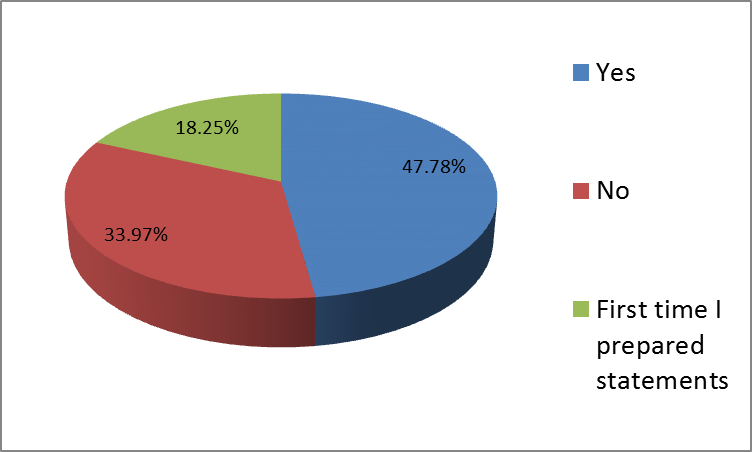 Yes
18.25%
47.78%
No
33.97%
First time I
prepared
statements